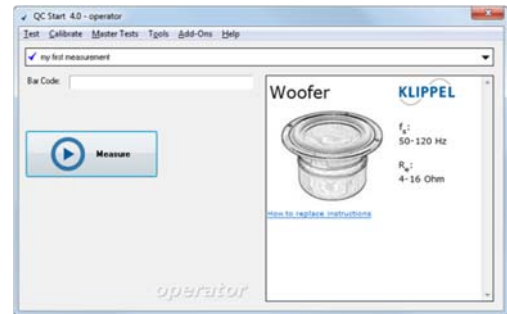 QC Start 4.0 - operator
Test Calibrate Master Tests Tools Add-Ons Help
my first measurement
Bar Code:
Measure
Woofer
KLIPPEL
fs:
50-120 Hz
Re:
4-16 Ohm
How to replace instructions
operator